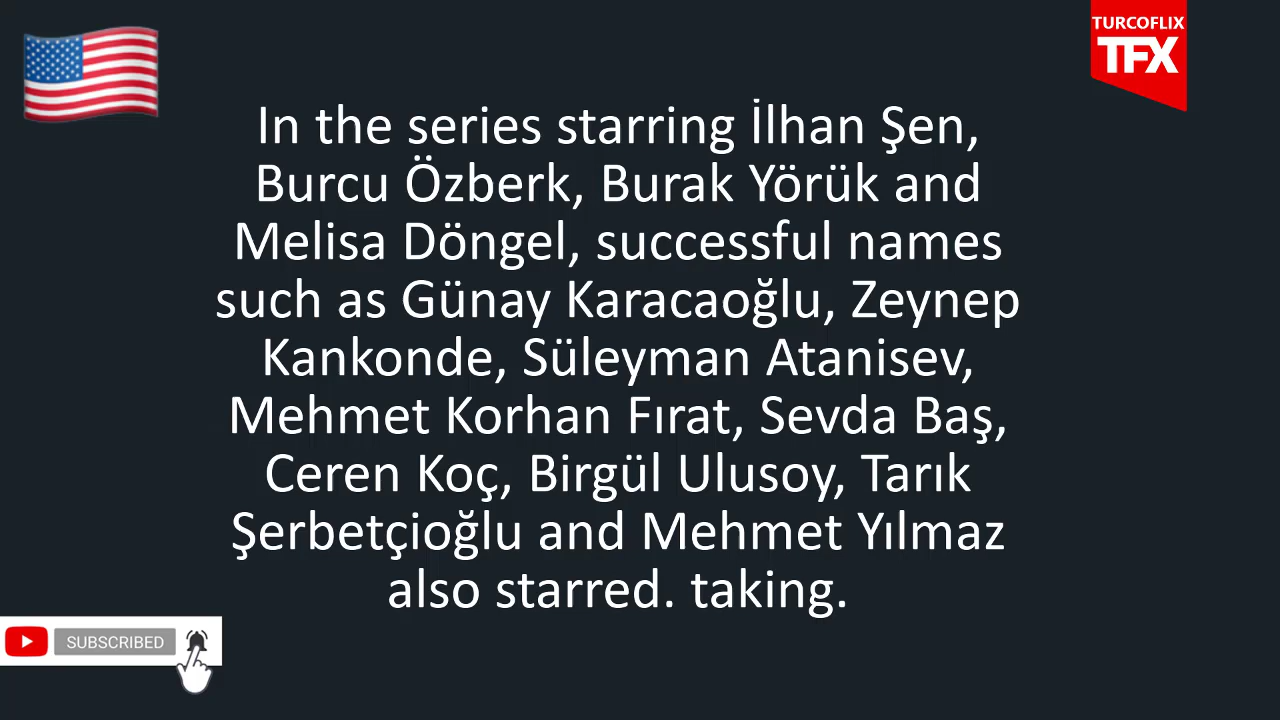 TURCOFLIX
TFX
In the series starring İlhan Şen,
Burcu Özberk, Burak Yörük and
Melisa Döngel, successful names
such as Günay Karacaoğlu, Zeynep
Kankonde, Süleyman Atanisev,
Mehmet Korhan Fırat, Sevda Baş,
Ceren Koç, Birgül Ulusoy, Tarık
Şerbetçioğlu and Mehmet Yılmaz
also starred. taking.
SUBSCRIBED